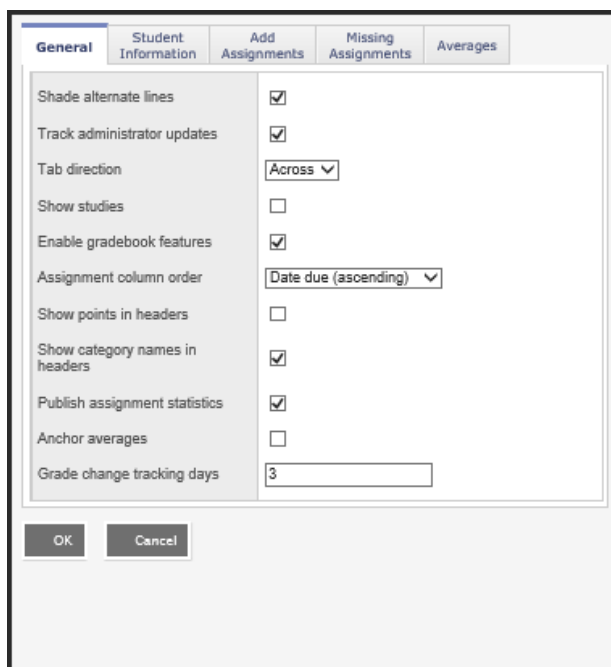 General
Student
Information
Add
Assignments
Missing
Assignments
Averages
Shade alternate lines
Track administrator updates
Tab direction
Across
Show studies
Enable gradebook features
Assignment column order
Date due (ascending)
Show points in headers
Show category names in
headers
Publish assignment statistics
Anchor averages
Grade change tracking days
3
OK
Cancel